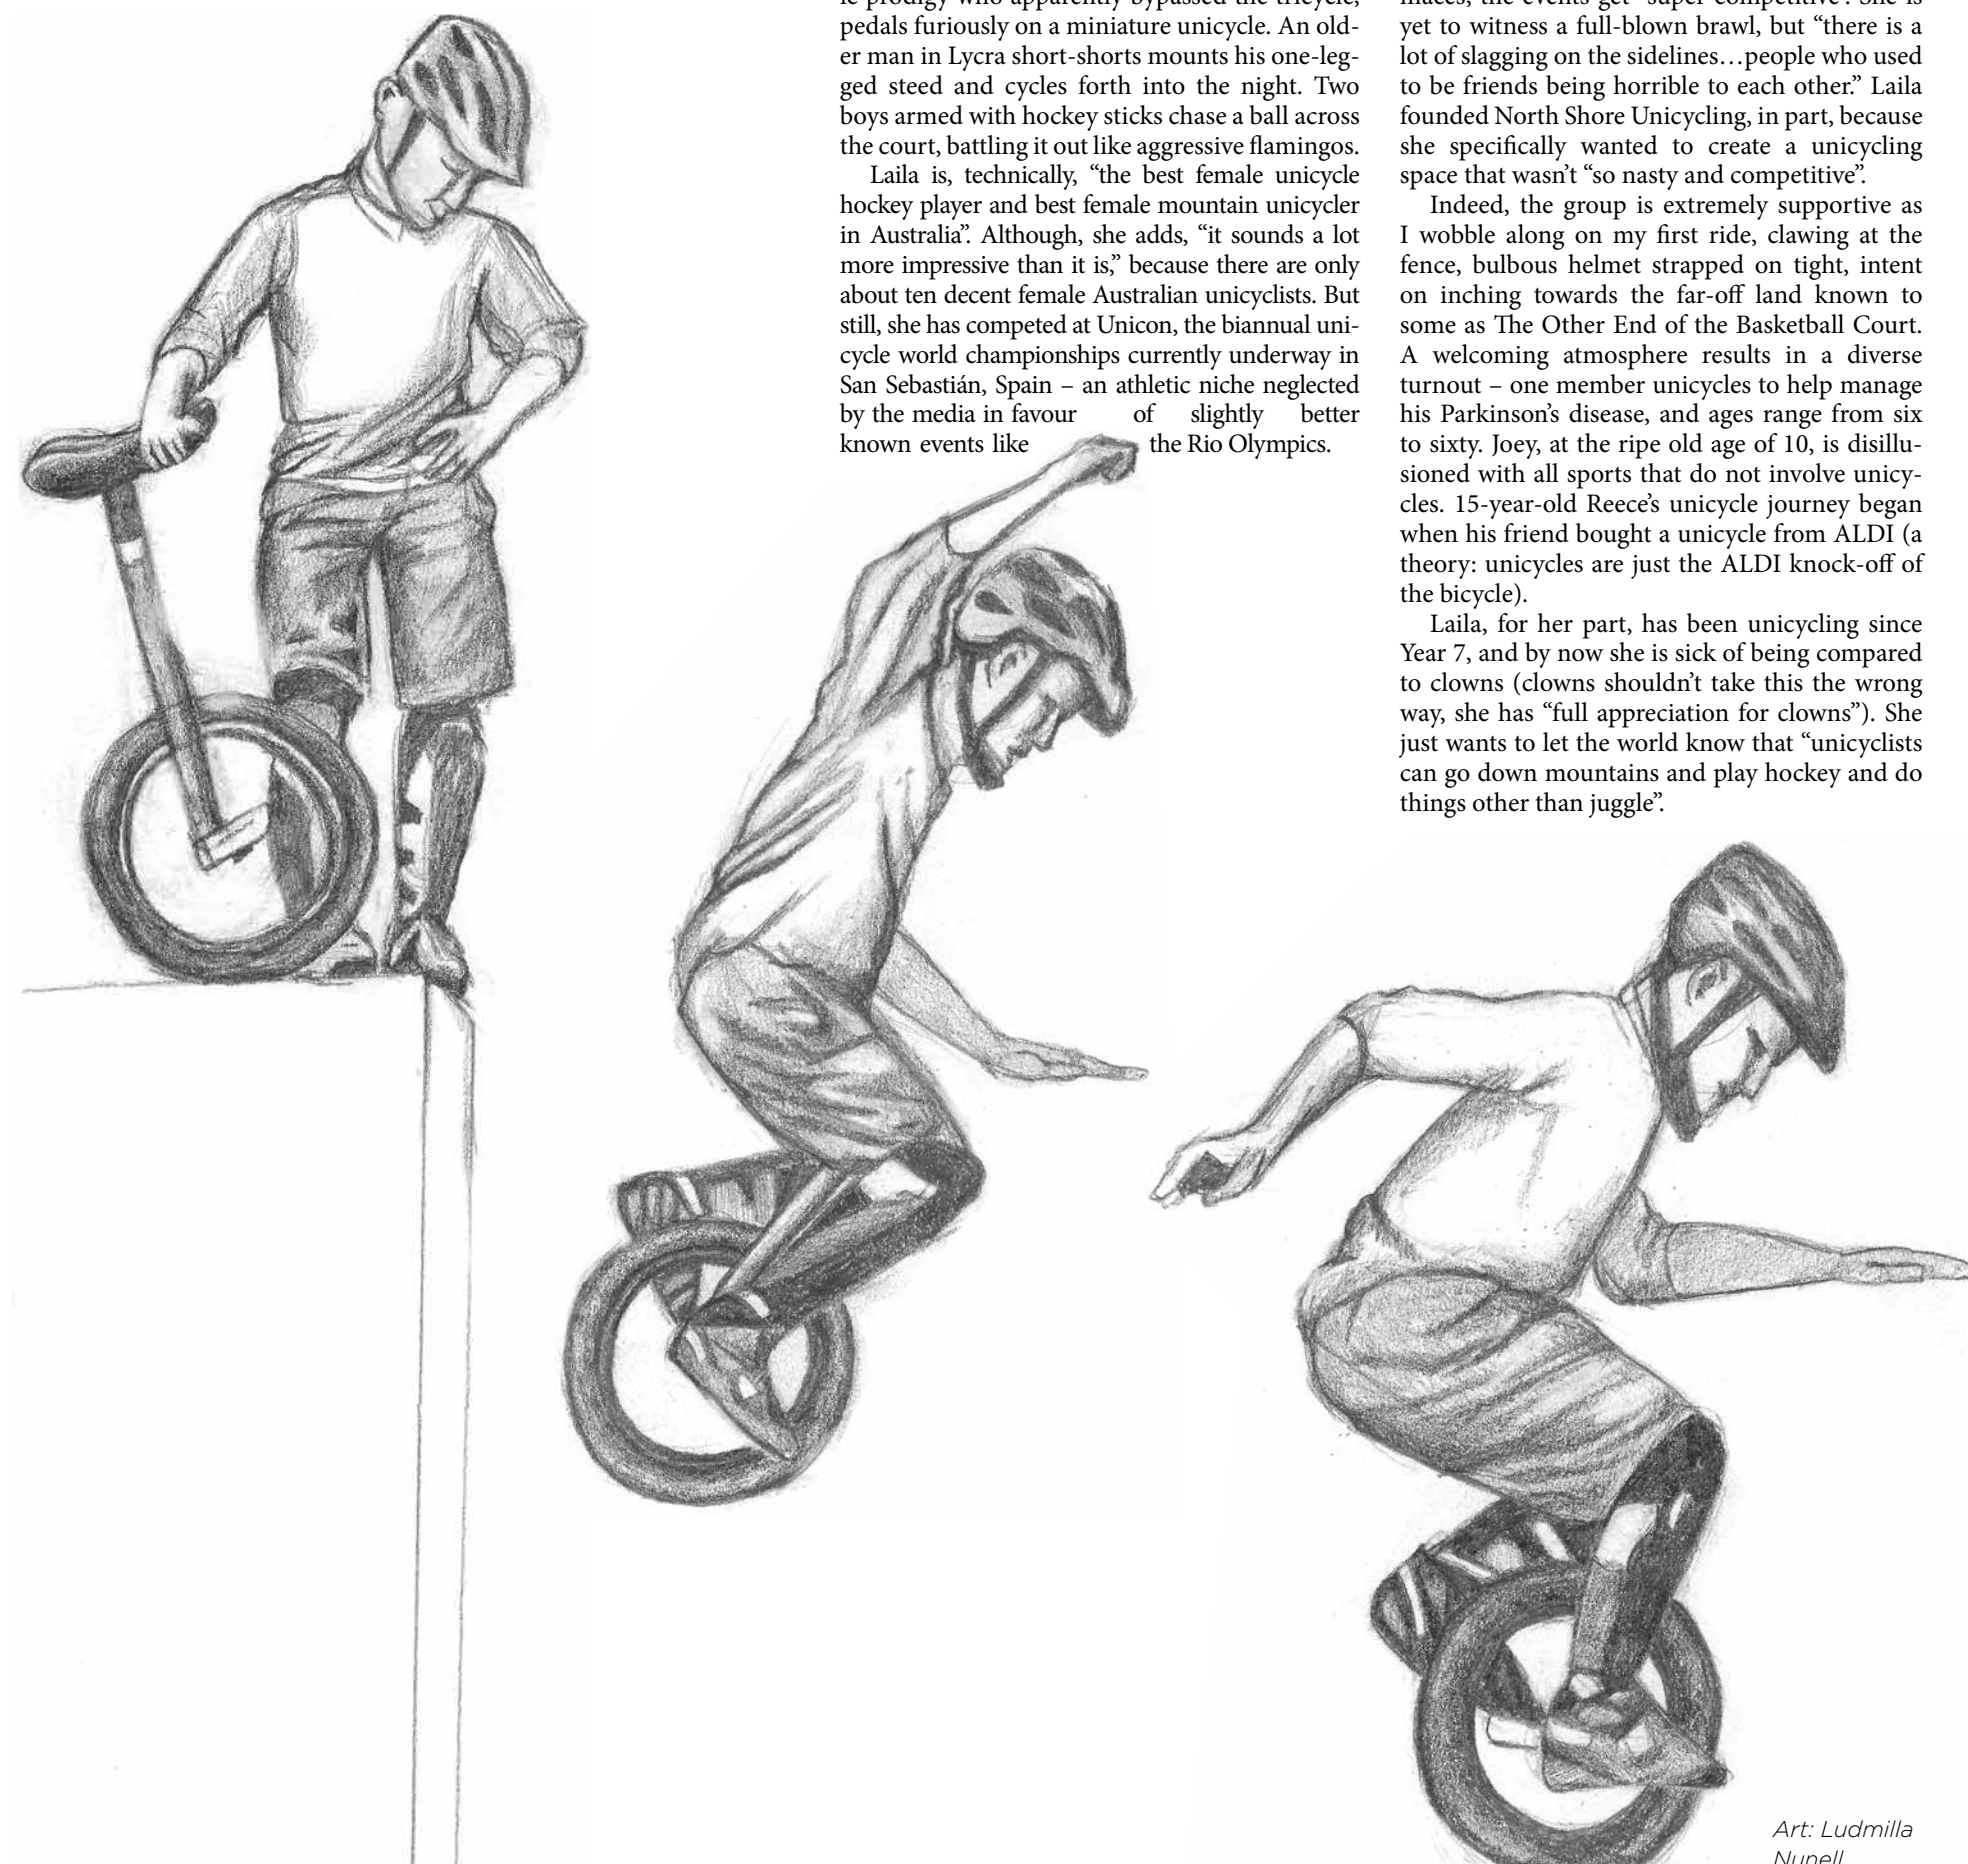 le prodigy who apparently bypassed the tricycle,
pedals furiously on a miniature unicycle. An old-
er man in Lycra short-shorts mounts his one-leg-
ged steed and cycles forth into the night. Two
boys armed with hockey sticks chase a ball across
the court, battling it out like aggressive flamingos.
Laila is, technically, “the best female unicycle
hockey player and best female mountain unicycler
in Australia”. Although, she adds, “it sounds a lot
more impressive than it is,” because there are only
about ten decent female Australian unicyclists. But
still, she has competed at Unicon, the biannual uni-
cycle world championships currently underway in
San Sebastián, Spain – an athletic niche neglected
by the media in favour of slightly better
known events like the Rio Olympics.
the events get “super competitive”. She is
yet to witness a full-blown brawl, but “there is a
lot of slagging on the sidelines…people who used
to be friends being horrible to each other.” Laila
founded North Shore Unicycling, in part, because
she specifically wanted to create a unicycling
space that wasn’t “so nasty and competitive”.
Indeed, the group is extremely supportive as
I wobble along on my first ride, clawing at the
fence, bulbous helmet strapped on tight, intent
on inching towards the far-off land known to
some as The Other End of the Basketball Court.
A welcoming atmosphere results in a diverse
turnout – one member unicycles to help manage
his Parkinson’s disease, and ages range from six
to sixty. Joey, at the ripe old age of 10, is disillu-
sioned with all sports that do not involve unicy-
cles. 15-year-old Reece’s unicycle journey began
when his friend bought a unicycle from ALDI (a
theory: unicycles are just the ALDI knock-off of
the bicycle).
Laila, for her part, has been unicycling since
Year 7, and by now she is sick of being compared
to clowns (clowns shouldn’t take this the wrong
way, she has “full appreciation for clowns”). She
just wants to let the world know that “unicyclists
can go down mountains and play hockey and do
things other than juggle”.
Art: Ludmilla
Nunell